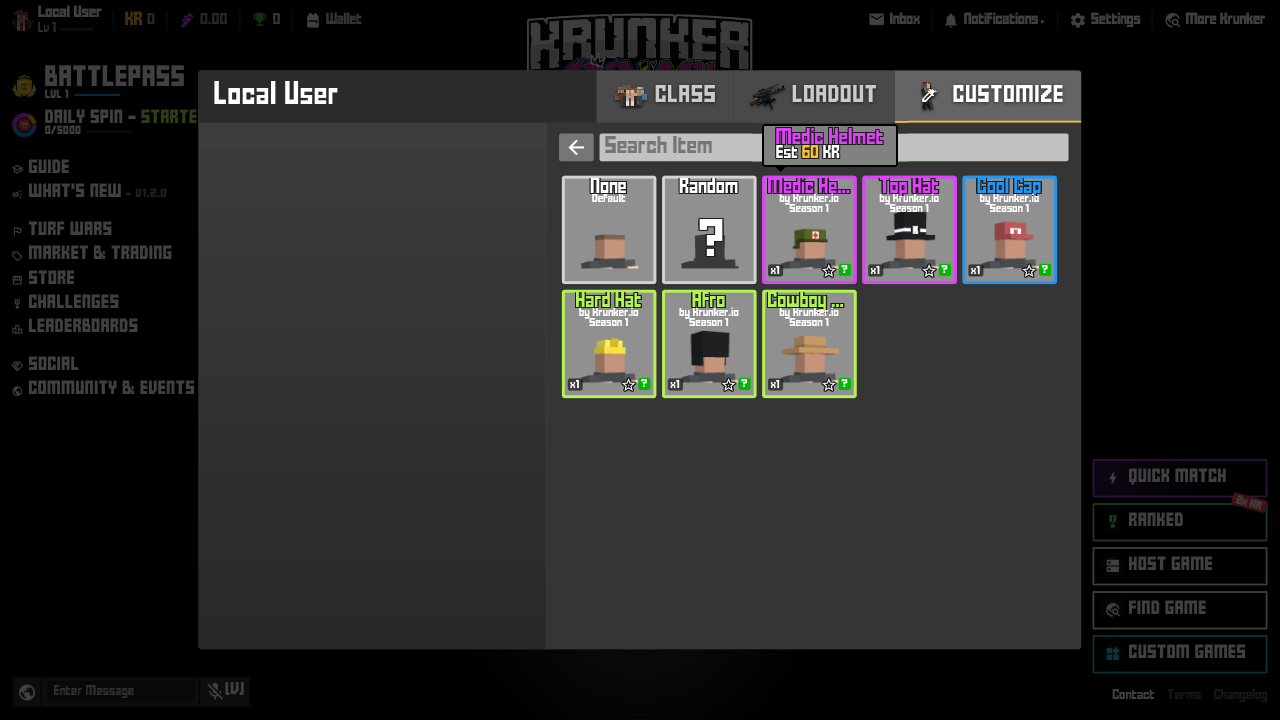 Local User
Lv 1
KR 0
0.00
0
Wallet
KRUNKER
Inbox
Notifications
Settings
More Krunker
BATTLEPASS
LVL 1
DAILY SPIN - STARTE
0/5000
GUIDE
WHAT'S NEW - v1.2.0
TURF WARS
MARKET & TRADING
STORE
CHALLENGES
LEADERBOARDS
SOCIAL
COMMUNITY & EVENTS
Local User
CLASS
LOADOUT
CUSTOMIZE
Search Item
Medic Helmet
Est 60 KR
None
Default
Random
?
Medic He...
by Krunker.io
Season 1
x1
?
Top Hat
by Krunker.io
Season 1
x1
?
Cool Cap
by Krunker.io
Season 1
x1
?
Hard Hat
by Krunker.io
Season 1
x1
?
Afro
by Krunker.io
Season 1
x1
?
Cowboy ...
by Krunker.io
Season 1
x1
?
QUICK MATCH
2x KR
RANKED
HOST GAME
FIND GAME
CUSTOM GAMES
Enter Message
[V]
Contact
Terms
Changelog